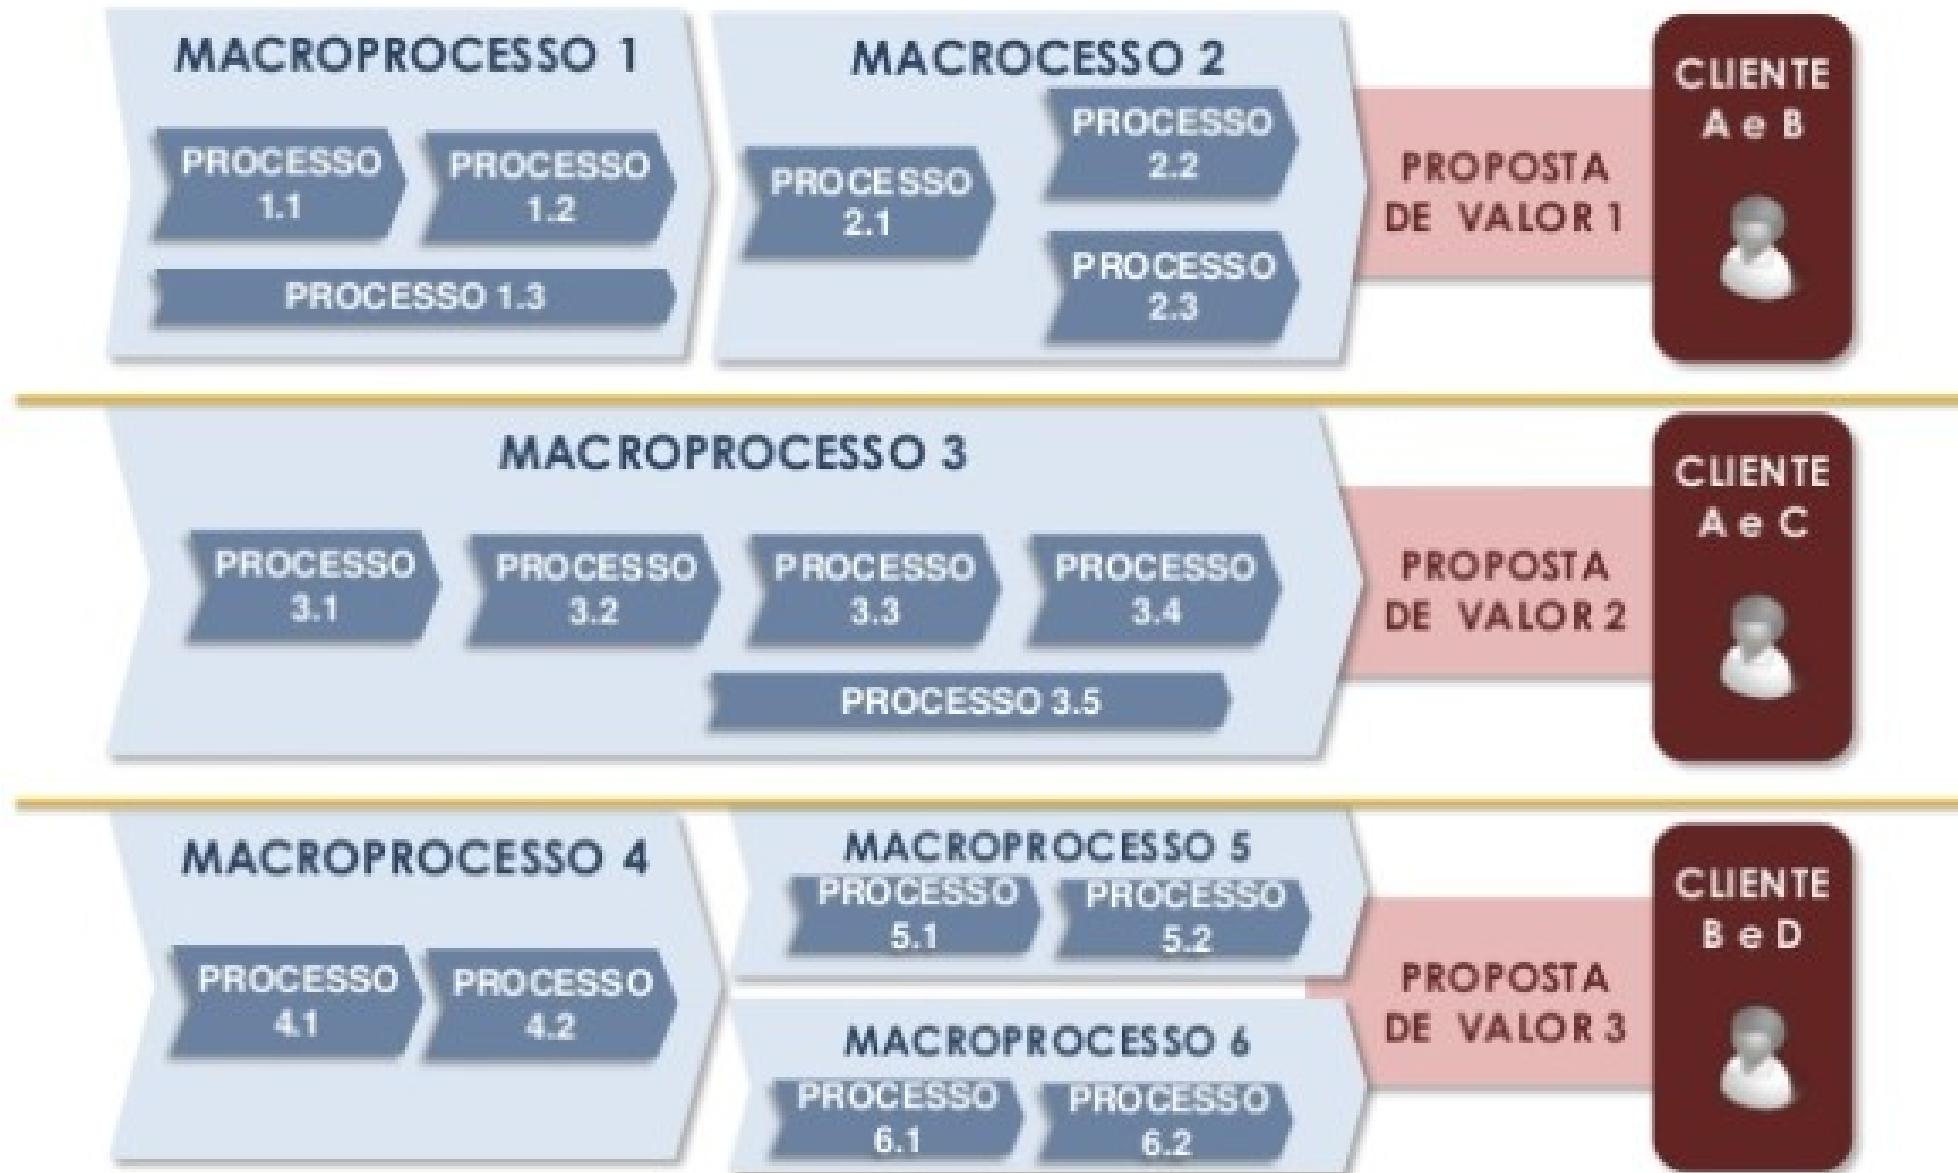 MACROPROCESSO 1
PROCESSO
1.1
PROCESSO
1.2
PROCESSO 1.3
MACROCESSO 2
PROCESSO
2.1
PROCESSO
2.2
PROCESSO
2.3
PROPOSTA
DE VALOR 1
CLIENTE
A e B
MACROPROCESSO 3
PROCESSO
3.1
PROCESSO
3.2
PROCESSO
3.3
PROCESSO
3.4
PROCESSO 3.5
PROPOSTA
DE VALOR 2
CLIENTE
A e C
MACROPROCESSO 4
PROCESSO
4.1
PROCESSO
4.2
MACROPROCESSO 5
PROCESSO
5.1
PROCESSO
5.2
MACROPROCESSO 6
PROCESSO
6.1
PROCESSO
6.2
PROPOSTA
DE VALOR 3
CLIENTE
B e D